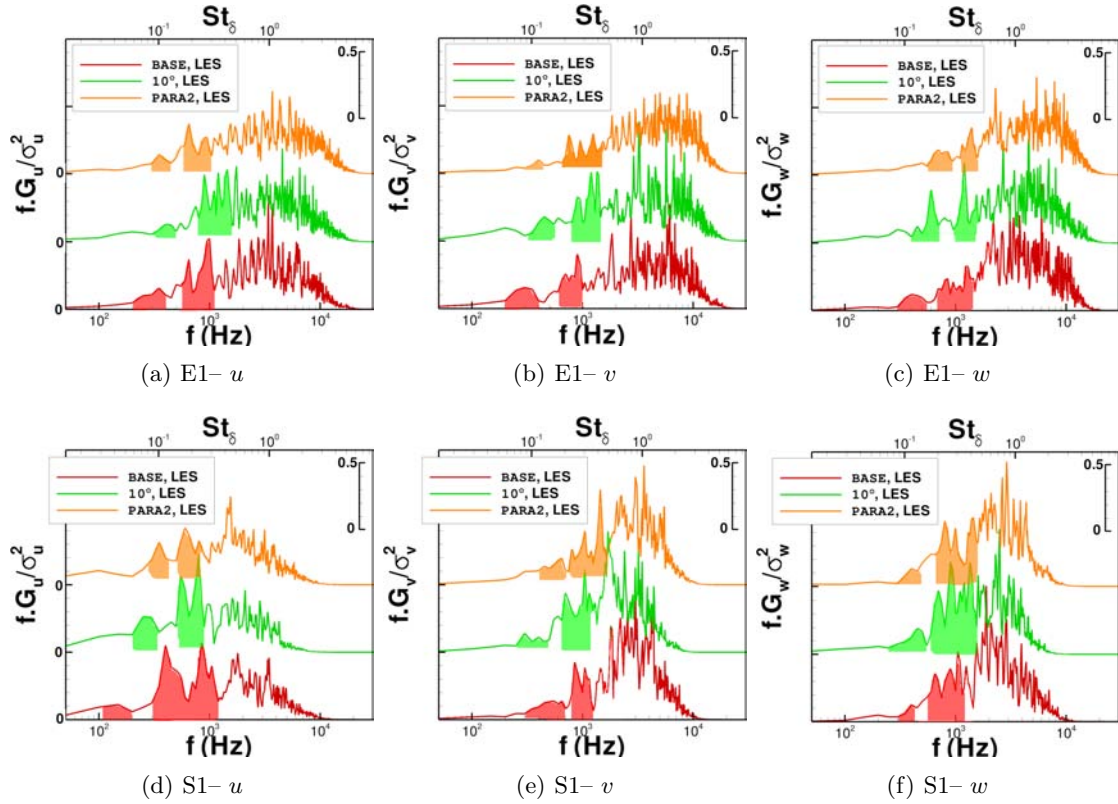 St_δ
10^-1 10^0
BASE, LES
10°, LES
PARA2, LES
0.5
0
f.G_u/σ_u^2
0
0
0
10^2 10^3 10^4
f (Hz)
(a) E1– u
St_δ
10^-1 10^0
BASE, LES
10°, LES
PARA2, LES
0.5
0
f.G_v/σ_v^2
10^2 10^3 10^4
f (Hz)
(b) E1– v
St_δ
10^-1 10^0
BASE, LES
10°, LES
PARA2, LES
0.5
0
f.G_w/σ_w^2
10^2 10^3 10^4
f (Hz)
(c) E1– w
St_δ
10^-1 10^0
BASE, LES
10°, LES
PARA2, LES
0.5
0
f.G_u/σ_u^2
0
0
0
10^2 10^3 10^4
f (Hz)
(d) S1– u
St_δ
10^-1 10^0
BASE, LES
10°, LES
PARA2, LES
0.5
0
f.G_v/σ_v^2
10^2 10^3 10^4
f (Hz)
(e) S1– v
St_δ
10^-1 10^0
BASE, LES
10°, LES
PARA2, LES
0.5
0
f.G_w/σ_w^2
10^2 10^3 10^4
f (Hz)
(f) S1– w